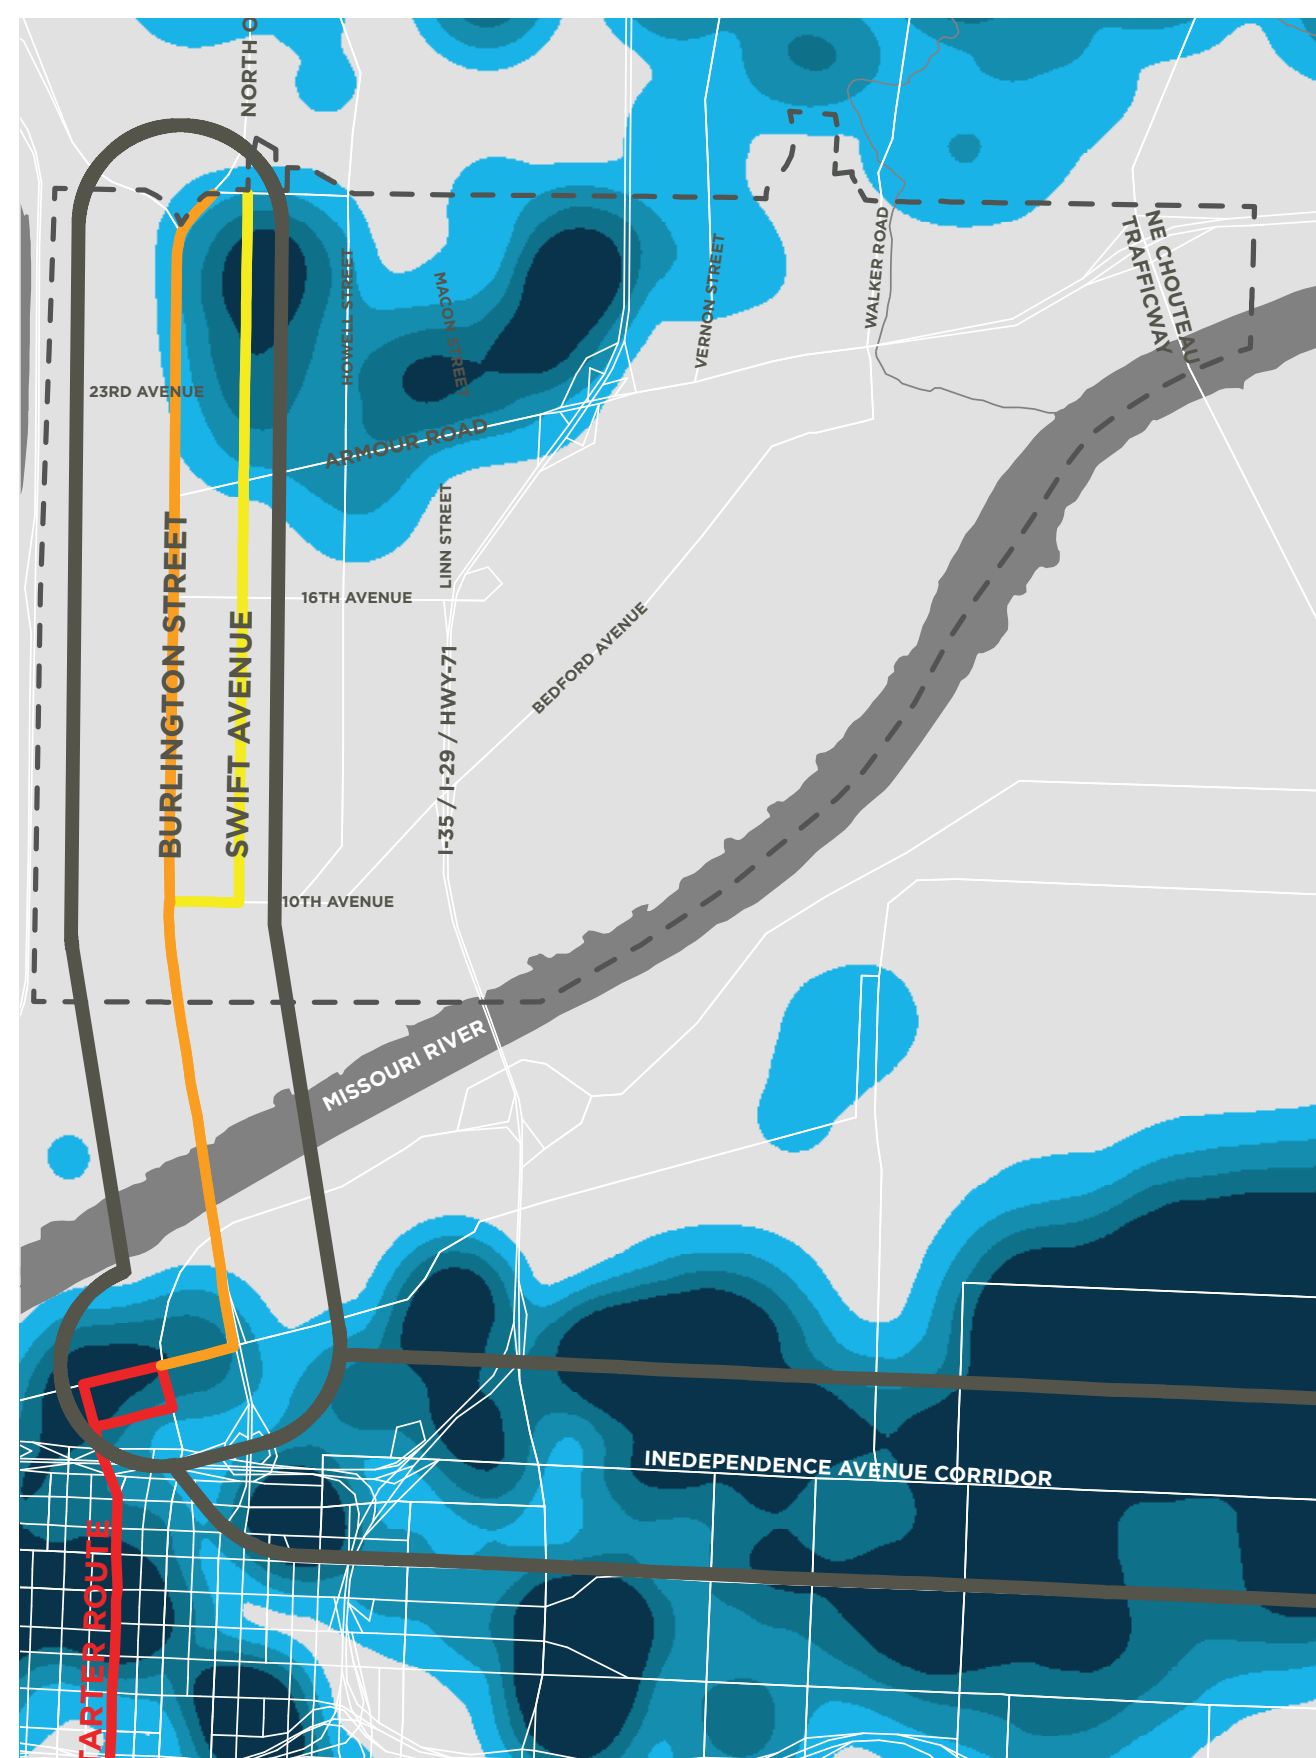 NORTH O
NE CHOUTEAU
TRAFFICWAY
WALKER ROAD
VERNON STREET
HOWELL STREET
MACON STREET
23RD AVENUE
ARMOUR ROAD
LINN STREET
BURLINGTON STREET
SWIFT AVENUE
16TH AVENUE
BEDFORD AVENUE
I-35 / I-29 / HWY-71
10TH AVENUE
MISSOURI RIVER
INEDEPENDENCE AVENUE CORRIDOR
TARTER ROUTE